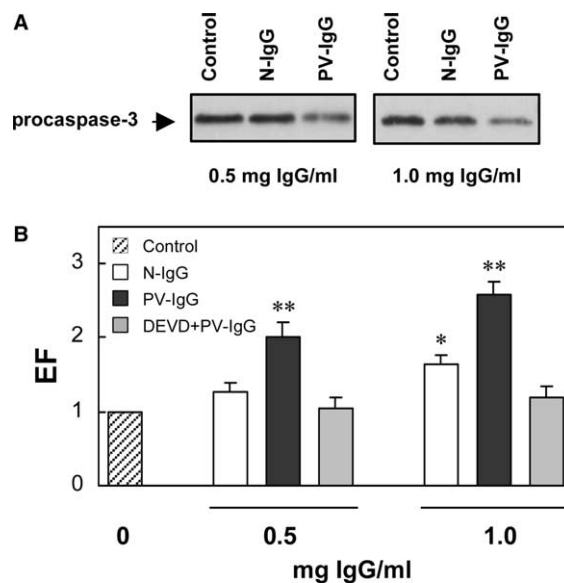 A
Control
N-IgG
PV-IgG
Control
N-IgG
PV-IgG
procaspase-3
0.5 mg IgG/ml
1.0 mg IgG/ml
B
3
2
1
0
EF
Control
N-IgG
PV-IgG
DEVD+PV-IgG
**
*
**
0
0.5
1.0
mg IgG/ml